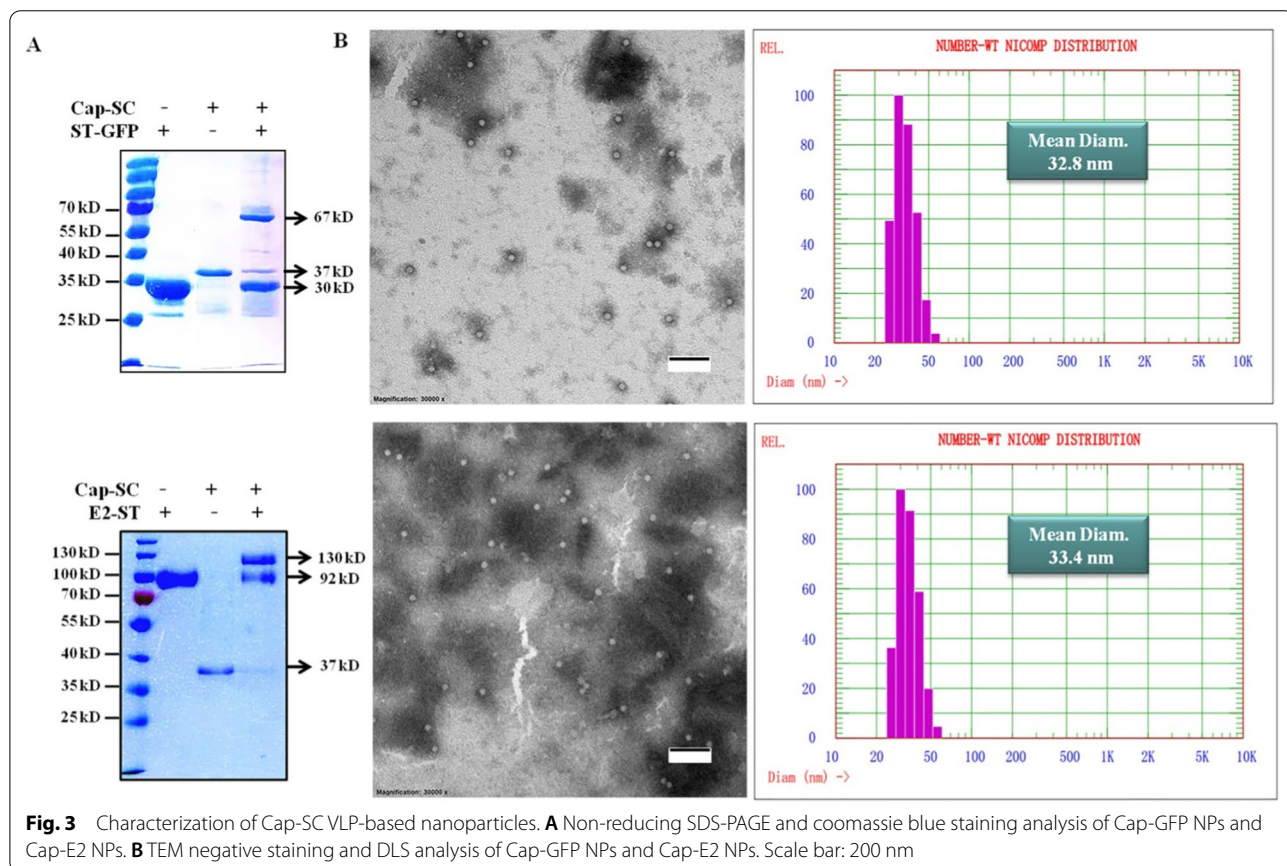 A
Cap-SC - + +
ST-GFP + - +
70 kD
55 kD
40 kD
35 kD
25 kD
67 kD
37 kD
30 kD
B
Magnification: 30000 x
REL.
NUMBER-WT NICOMP DISTRIBUTION
100
80
60
40
20
0
Mean Diam.
32.8 nm
10 20 50 100 200 500 1K 2K 5K 10K
Diam (nm) ->
Cap-SC - + +
E2-ST + - +
130 kD
100 kD
70 kD
55 kD
40 kD
35 kD
25 kD
130 kD
92 kD
37 kD
Magnification: 30000 x
REL.
NUMBER-WT NICOMP DISTRIBUTION
100
80
60
40
20
0
Mean Diam.
33.4 nm
10 20 50 100 200 500 1K 2K 5K 10K
Diam (nm) ->
Fig. 3 Characterization of Cap-SC VLP-based nanoparticles. A Non-reducing SDS-PAGE and coomassie blue staining analysis of Cap-GFP NPs and
Cap-E2 NPs. B TEM negative staining and DLS analysis of Cap-GFP NPs and Cap-E2 NPs. Scale bar: 200 nm